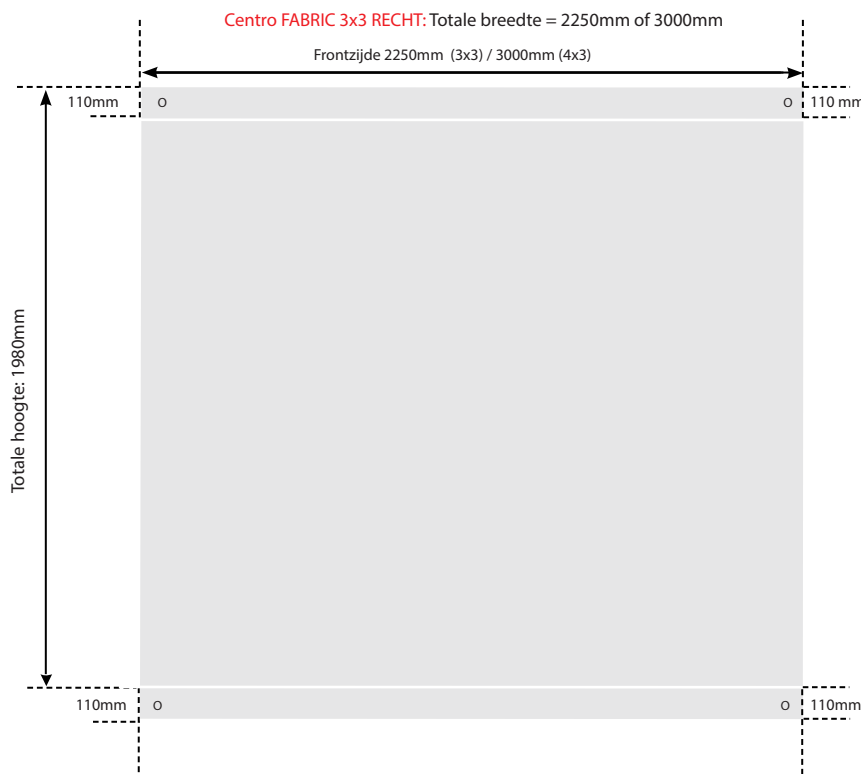 Centro FABRIC 3x3 RECHT: Totale breedte = 2250mm of 3000mm
Frontzijde 2250mm (3x3) / 3000mm (4x3)
110mm O O 110 mm
Totale hoogte: 1980mm
110mm O O 110mm